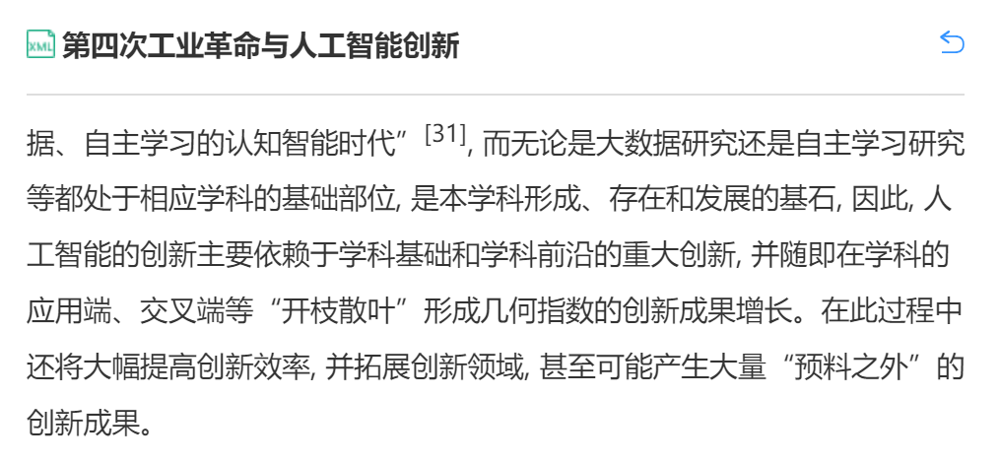 XML 第四次工业革命与人工智能创新
据、自主学习的认知智能时代”[31], 而无论是大数据研究还是自主学习研究
等都处于相应学科的基础部位, 是本学科形成、存在和发展的基石, 因此, 人
工智能的创新主要依赖于学科基础和学科前沿的重大创新, 并随即在学科的
应用端、交叉端等“开枝散叶”形成几何指数的创新成果增长。在此过程中
还将大幅提高创新效率, 并拓展创新领域, 甚至可能产生大量“预料之外”的
创新成果。